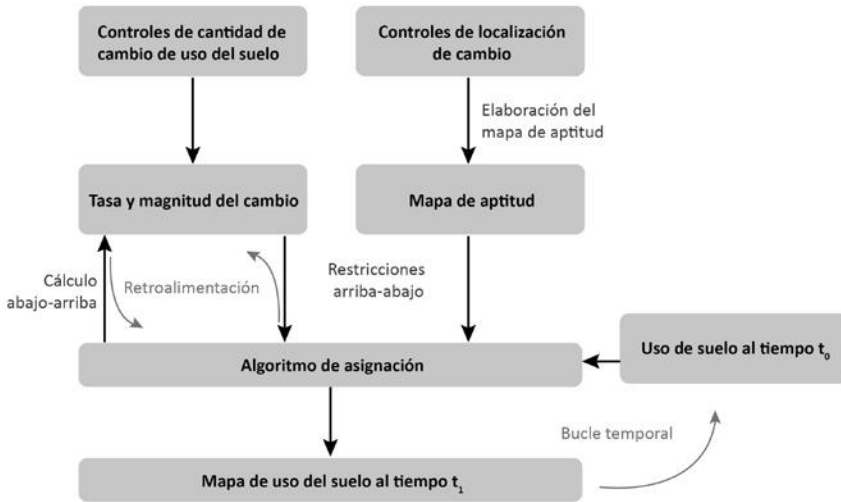 Controles de cantidad de
cambio de uso del suelo
Controles de localización
de cambio
Elaboración del
mapa de aptitud
Tasa y magnitud del cambio
Mapa de aptitud
Cálculo
abajo-arriba
Retroalimentación
Restricciones
arriba-abajo
Algoritmo de asignación
Uso de suelo al tiempo t₀
Bucle temporal
Mapa de uso del suelo al tiempo t₁